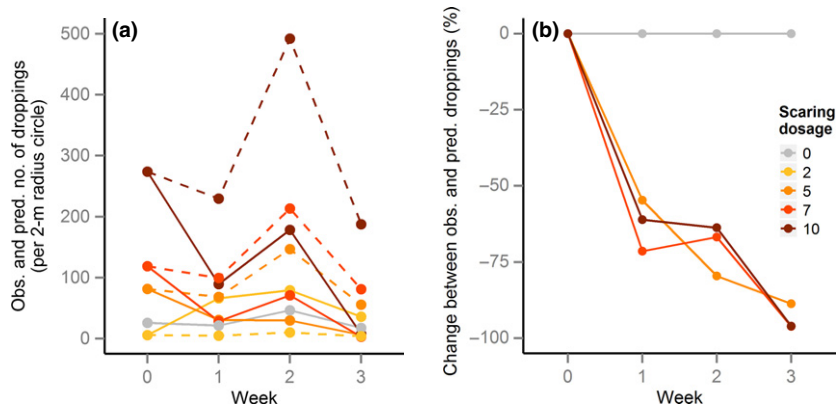 (a)
Obs. and pred. no. of droppings
(per 2-m radius circle)
500
400
300
200
100
0
0 1 2 3
Week
(b)
Change between obs. and pred. droppings (%)
−0
−25
−50
−75
−100
0 1 2 3
Week
Scaring
dosage
0
2
5
7
10